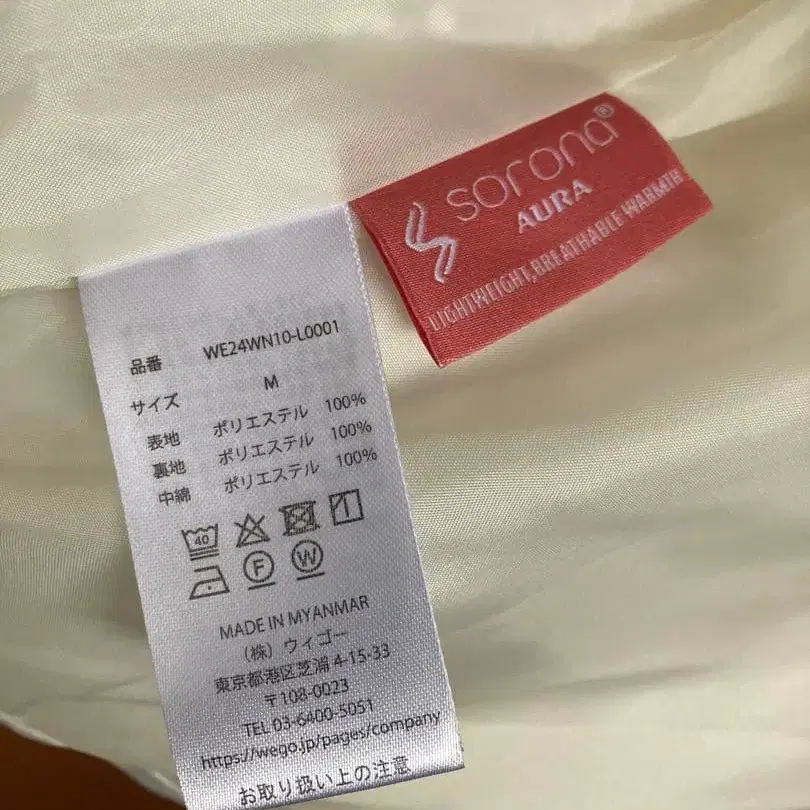 sorona®
AURA
LIGHTWEIGHT, BREATHABLE WARMTH
品番 WE24WN10-L0001
サイズ M
表地 ポリエステル 100%
裏地 ポリエステル 100%
中綿 ポリエステル 100%
40
F W
MADE IN MYANMAR
（株）ウィゴー
東京都港区芝浦 4-15-33
〒108-0023
TEL 03-6400-5051
https://wego.jp/pages/company
お取り扱い上の注意